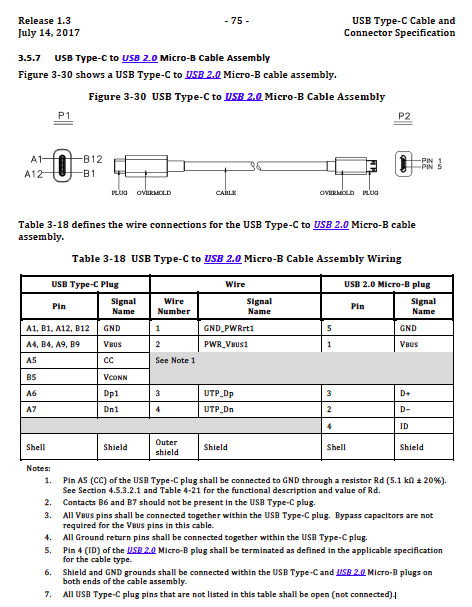 Release 1.3 - 75 - USB Type-C Cable and
July 14, 2017 Connector Specification
3.5.7 USB Type-C to USB 2.0 Micro-B Cable Assembly
Figure 3-30 shows a USB Type-C to USB 2.0 Micro-B cable assembly.
Figure 3-30 USB Type-C to USB 2.0 Micro-B Cable Assembly
P1 P2
A1 B12 PIN 1
A12 B1 PIN 5
PLUG OVERMOLD CABLE OVERMOLD PLUG
Table 3-18 defines the wire connections for the USB Type-C to USB 2.0 Micro-B cable
assembly.
Table 3-18 USB Type-C to USB 2.0 Micro-B Cable Assembly Wiring
USB Type-C Plug Wire USB 2.0 Micro-B plug
Pin Signal Name Wire Number Signal Name Pin Signal Name
A1, B1, A12, B12 GND 1 GND_PWRrt1 5 GND
A4, B4, A9, B9 VBUS 2 PWR_VBUS1 1 VBUS
A5 CC See Note 1
B5 VCONN
A6 Dp1 3 UTP_Dp 3 D+
A7 Dn1 4 UTP_Dn 2 D−
4 ID
Shell Shield Outer shield Shield Shell Shield
Notes:
1. Pin A5 (CC) of the USB Type-C plug shall be connected to GND through a resistor Rd (5.1 kΩ ± 20%).
See Section 4.5.3.2.1 and Table 4-21 for the functional description and value of Rd.
2. Contacts B6 and B7 should not be present in the USB Type-C plug.
3. All VBUS pins shall be connected together within the USB Type-C plug. Bypass capacitors are not
required for the VBUS pins in this cable.
4. All Ground return pins shall be connected together within the USB Type-C plug.
5. Pin 4 (ID) of the USB 2.0 Micro-B plug shall be terminated as defined in the applicable specification
for the cable type.
6. Shield and GND grounds shall be connected within the USB Type-C and USB 2.0 Micro-B plugs on
both ends of the cable assembly.
7. All USB Type-C plug pins that are not listed in this table shall be open (not connected).